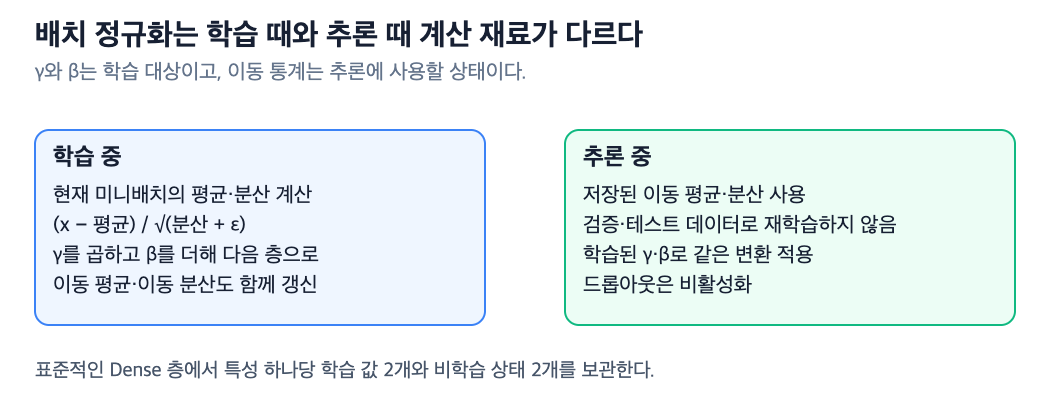 배치 정규화는 학습 때와 추론 때 계산 재료가 다르다
γ와 β는 학습 대상이고, 이동 통계는 추론에 사용할 상태이다.
학습 중
현재 미니배치의 평균·분산 계산
(x − 평균) / √(분산 + ε)
γ를 곱하고 β를 더해 다음 층으로
이동 평균·이동 분산도 함께 갱신
추론 중
저장된 이동 평균·분산 사용
검증·테스트 데이터로 재학습하지 않음
학습된 γ·β로 같은 변환 적용
드롭아웃은 비활성화
표준적인 Dense 층에서 특성 하나당 학습 값 2개와 비학습 상태 2개를 보관한다.